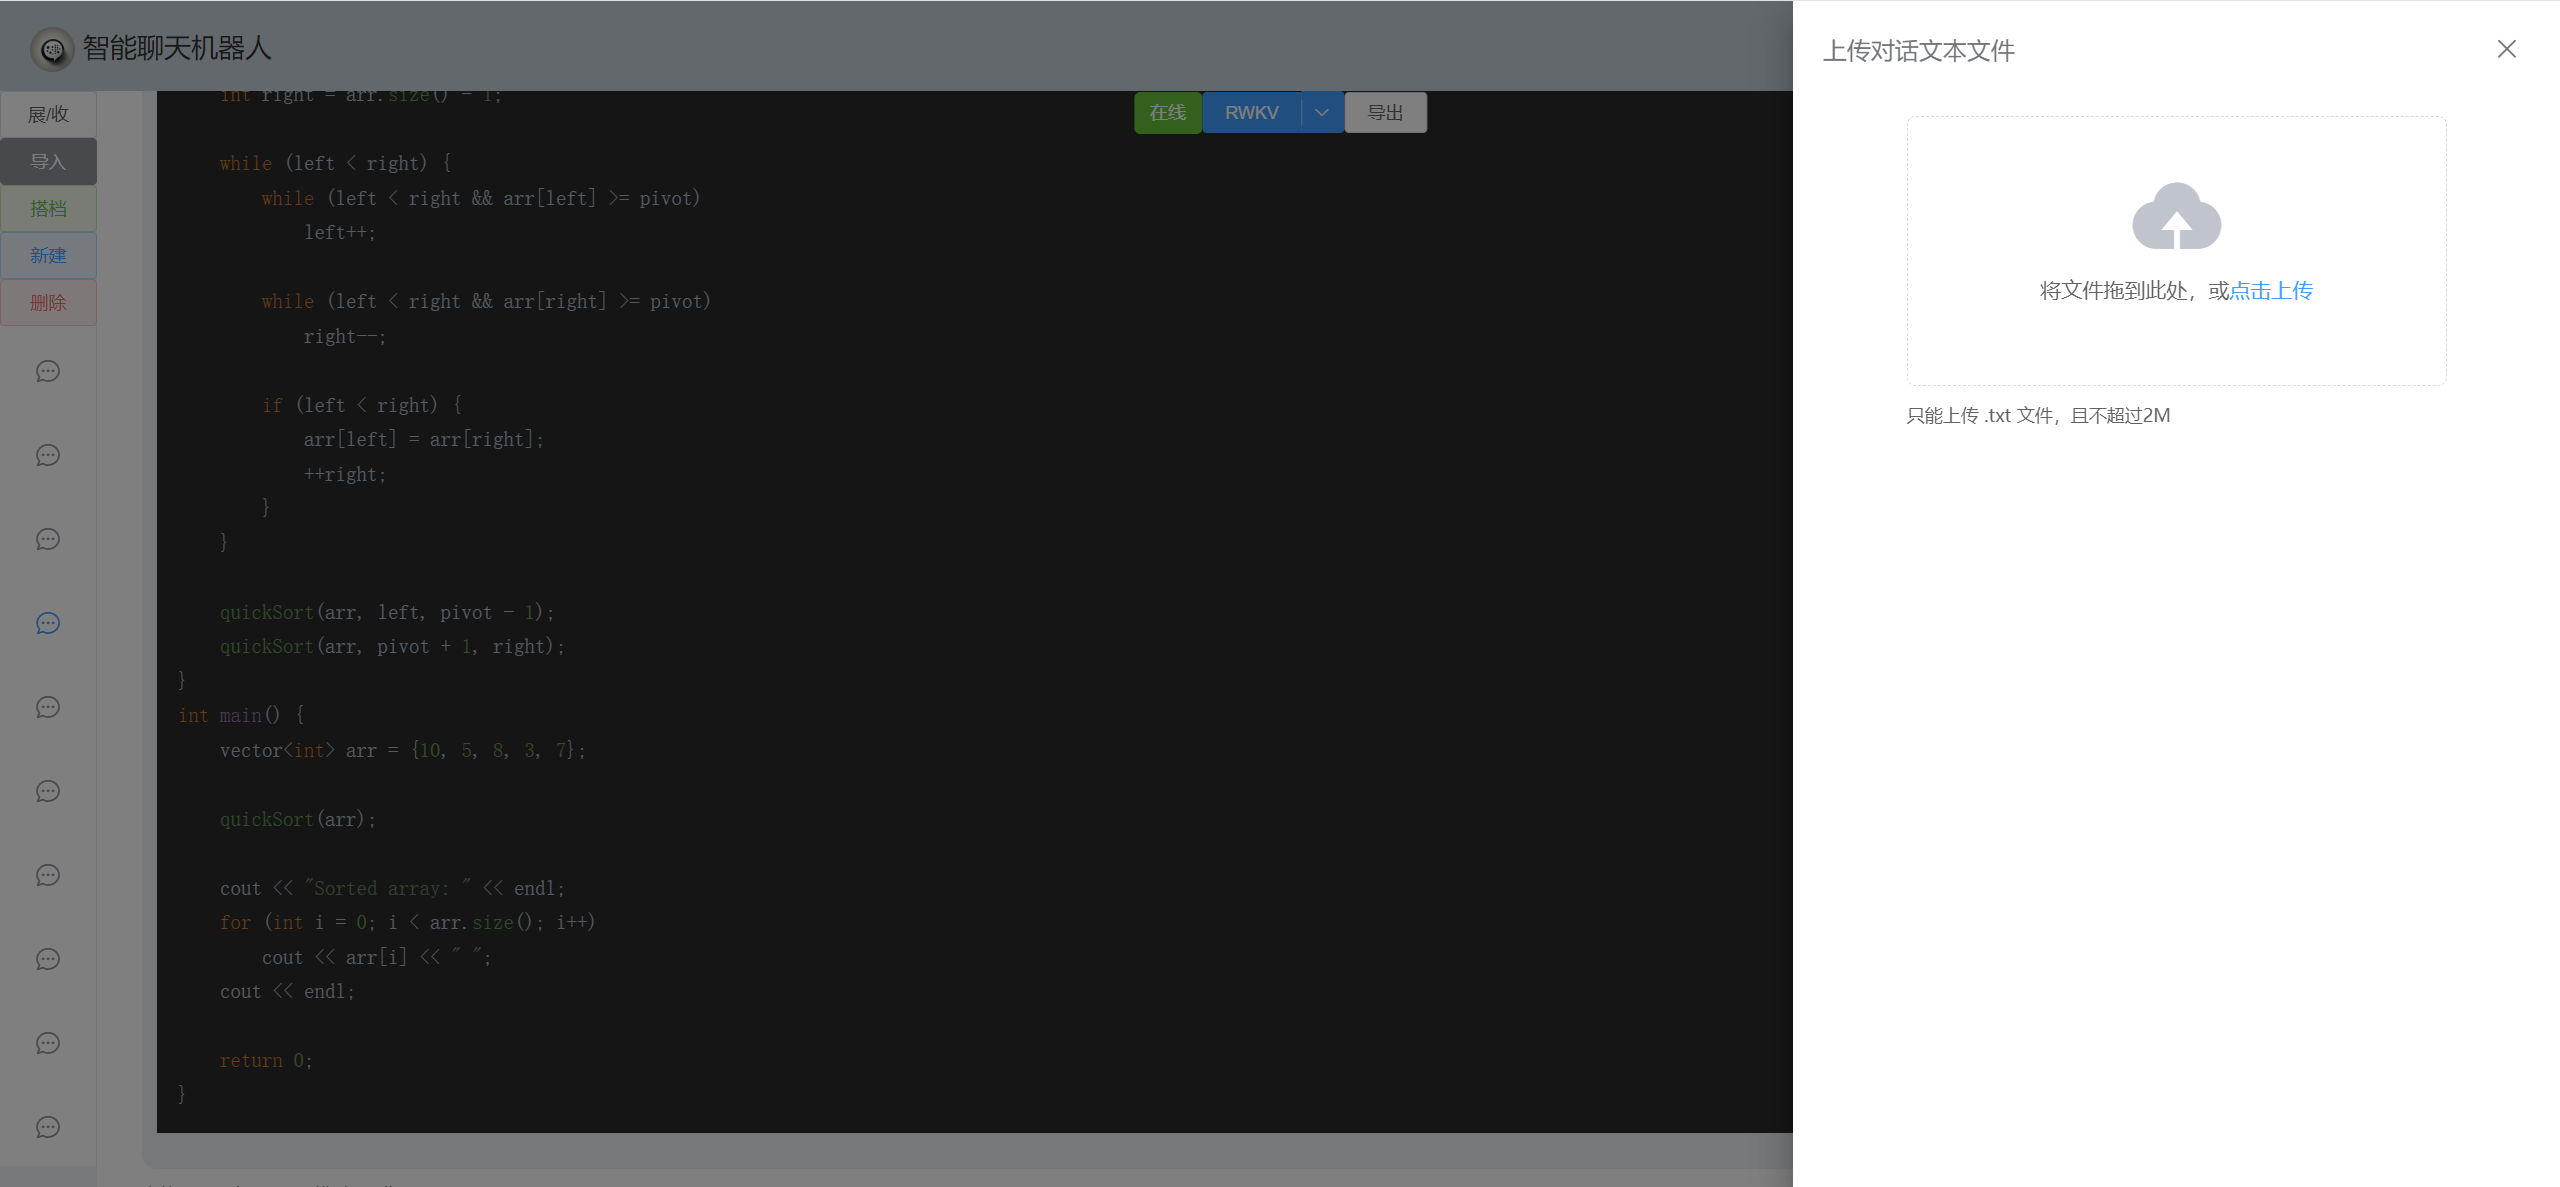 智能聊天机器人
上传对话文本文件
展/收
导入
搭档
新建
删除
在线
RWKV
导出
int right = arr.size() - 1;
while (left < right) {
while (left < right && arr[left] >= pivot)
left++;
while (left < right && arr[right] >= pivot)
right--;
if (left < right) {
arr[left] = arr[right];
++right;
}
}
quickSort(arr, left, pivot - 1);
quickSort(arr, pivot + 1, right);
}
int main() {
vector<int> arr = {10, 5, 8, 3, 7};
quickSort(arr);
cout << "Sorted array: " << endl;
for (int i = 0; i < arr.size(); i++)
cout << arr[i] << " ";
cout << endl;
return 0;
}
将文件拖到此处，或点击上传
只能上传 .txt 文件，且不超过2M